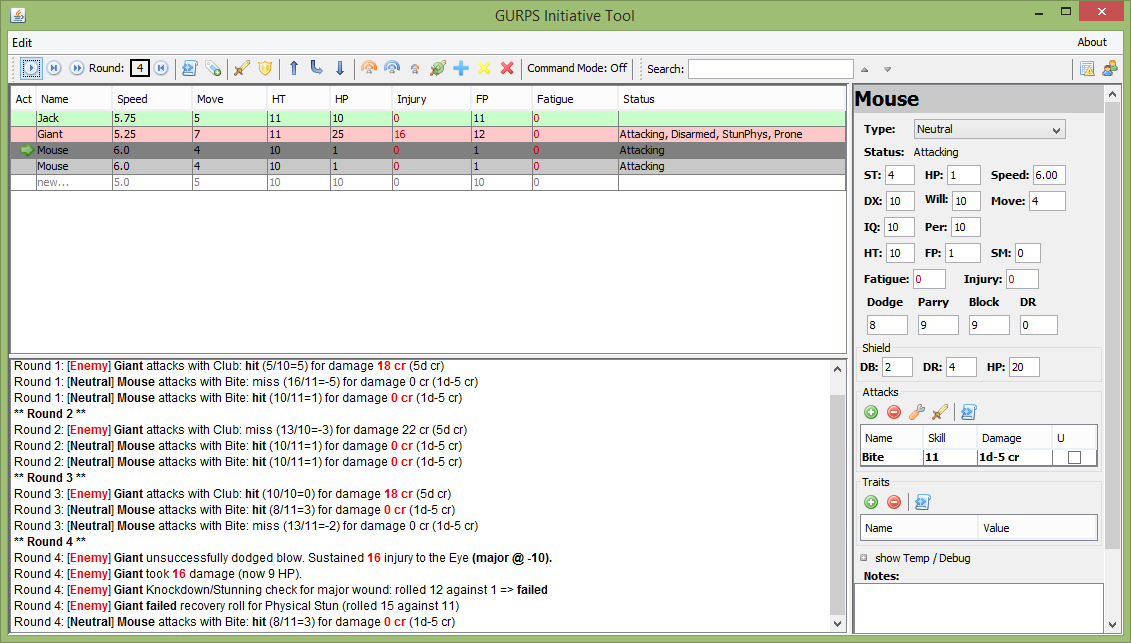 GURPS Initiative Tool
Edit About
Round: 4 Command Mode: Off Search:
Act Name Speed Move HT HP Injury FP Fatigue Status
Jack 5.75 5 11 10 0 11 0
Giant 5.25 7 11 25 16 12 0 Attacking, Disarmed, StunPhys, Prone
Mouse 6.0 4 10 1 0 1 0 Attacking
Mouse 6.0 4 10 1 0 1 0 Attacking
new... 5.0 5 10 10 0 10 0
Round 1: [Enemy] Giant attacks with Club: hit (5/10=5) for damage 18 cr (5d cr)
Round 1: [Neutral] Mouse attacks with Bite: miss (16/11=-5) for damage 0 cr (1d-5 cr)
Round 1: [Neutral] Mouse attacks with Bite: hit (10/11=1) for damage 0 cr (1d-5 cr)
** Round 2 **
Round 2: [Enemy] Giant attacks with Club: miss (13/10=-3) for damage 22 cr (5d cr)
Round 2: [Neutral] Mouse attacks with Bite: hit (10/11=1) for damage 0 cr (1d-5 cr)
Round 2: [Neutral] Mouse attacks with Bite: hit (10/11=1) for damage 0 cr (1d-5 cr)
** Round 3 **
Round 3: [Enemy] Giant attacks with Club: hit (10/10=0) for damage 18 cr (5d cr)
Round 3: [Neutral] Mouse attacks with Bite: hit (8/11=3) for damage 0 cr (1d-5 cr)
Round 3: [Neutral] Mouse attacks with Bite: miss (13/11=-2) for damage 0 cr (1d-5 cr)
** Round 4 **
Round 4: [Enemy] Giant unsuccessfully dodged blow. Sustained 16 injury to the Eye (major @ -10).
Round 4: [Enemy] Giant took 16 damage (now 9 HP).
Round 4: [Enemy] Giant Knockdown/Stunning check for major wound: rolled 12 against 1 => failed
Round 4: [Enemy] Giant failed recovery roll for Physical Stun (rolled 15 against 11)
Round 4: [Neutral] Mouse attacks with Bite: hit (8/11=3) for damage 0 cr (1d-5 cr)
Mouse
Type: Neutral
Status: Attacking
ST: 4 HP: 1 Speed: 6.00
DX: 10 Will: 10 Move: 4
IQ: 10 Per: 10
HT: 10 FP: 1 SM: 0
Fatigue: 0 Injury: 0
Dodge Parry Block DR
8 9 9 0
Shield
DB: 2 DR: 4 HP: 20
Attacks
Name Skill Damage U
Bite 11 1d-5 cr
Traits
Name Value
show Temp / Debug
Notes: